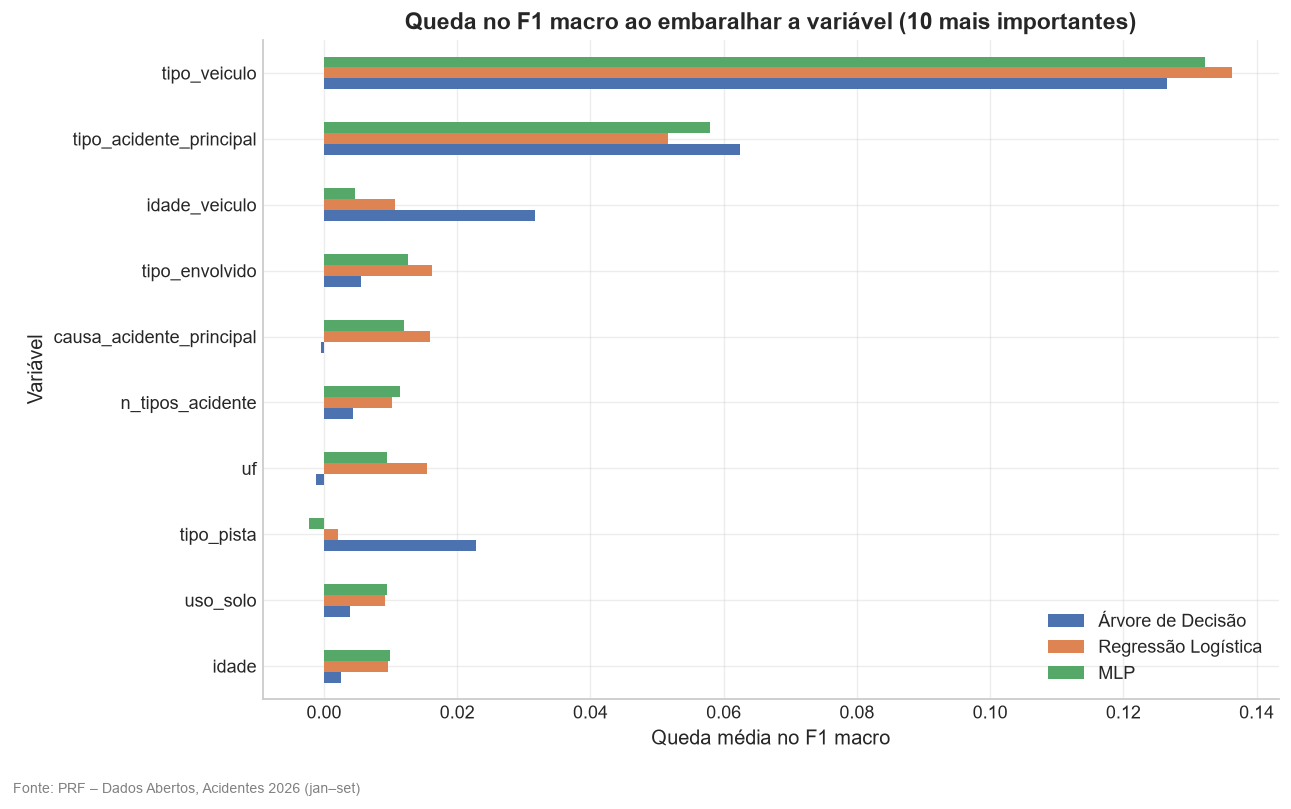 Queda no F1 macro ao embaralhar a variável (10 mais importantes)
Variável
tipo_veiculo
tipo_acidente_principal
idade_veiculo
tipo_envolvido
causa_acidente_principal
n_tipos_acidente
uf
tipo_pista
uso_solo
idade
Árvore de Decisão
Regressão Logística
MLP
0.00 0.02 0.04 0.06 0.08 0.10 0.12 0.14
Queda média no F1 macro
Fonte: PRF – Dados Abertos, Acidentes 2026 (jan–set)